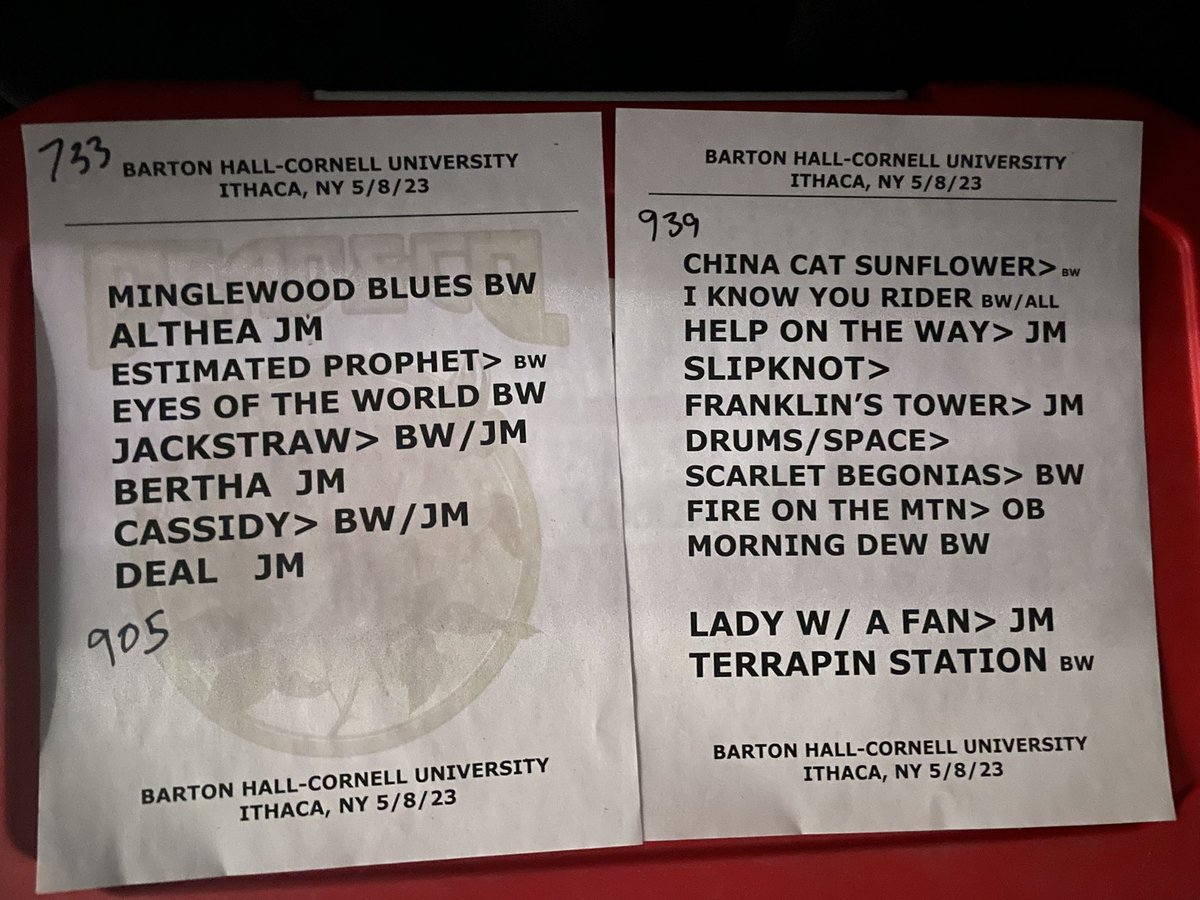 733
BARTON HALL-CORNELL UNIVERSITY
ITHACA, NY 5/8/23
MINGLEWOOD BLUES BW
ALTHEA JM
ESTIMATED PROPHET> BW
EYES OF THE WORLD BW
JACKSTRAW> BW/JM
BERTHA JM
CASSIDY> BW/JM
DEAL JM
905
BARTON HALL-CORNELL UNIVERSITY
ITHACA, NY 5/8/23
BARTON HALL-CORNELL UNIVERSITY
ITHACA, NY 5/8/23
939
CHINA CAT SUNFLOWER> BW
I KNOW YOU RIDER BW/ALL
HELP ON THE WAY> JM
SLIPKNOT>
FRANKLIN'S TOWER> JM
DRUMS/SPACE>
SCARLET BEGONIAS> BW
FIRE ON THE MTN> OB
MORNING DEW BW
LADY W/ A FAN> JM
TERRAPIN STATION BW
BARTON HALL-CORNELL UNIVERSITY
ITHACA, NY 5/8/23